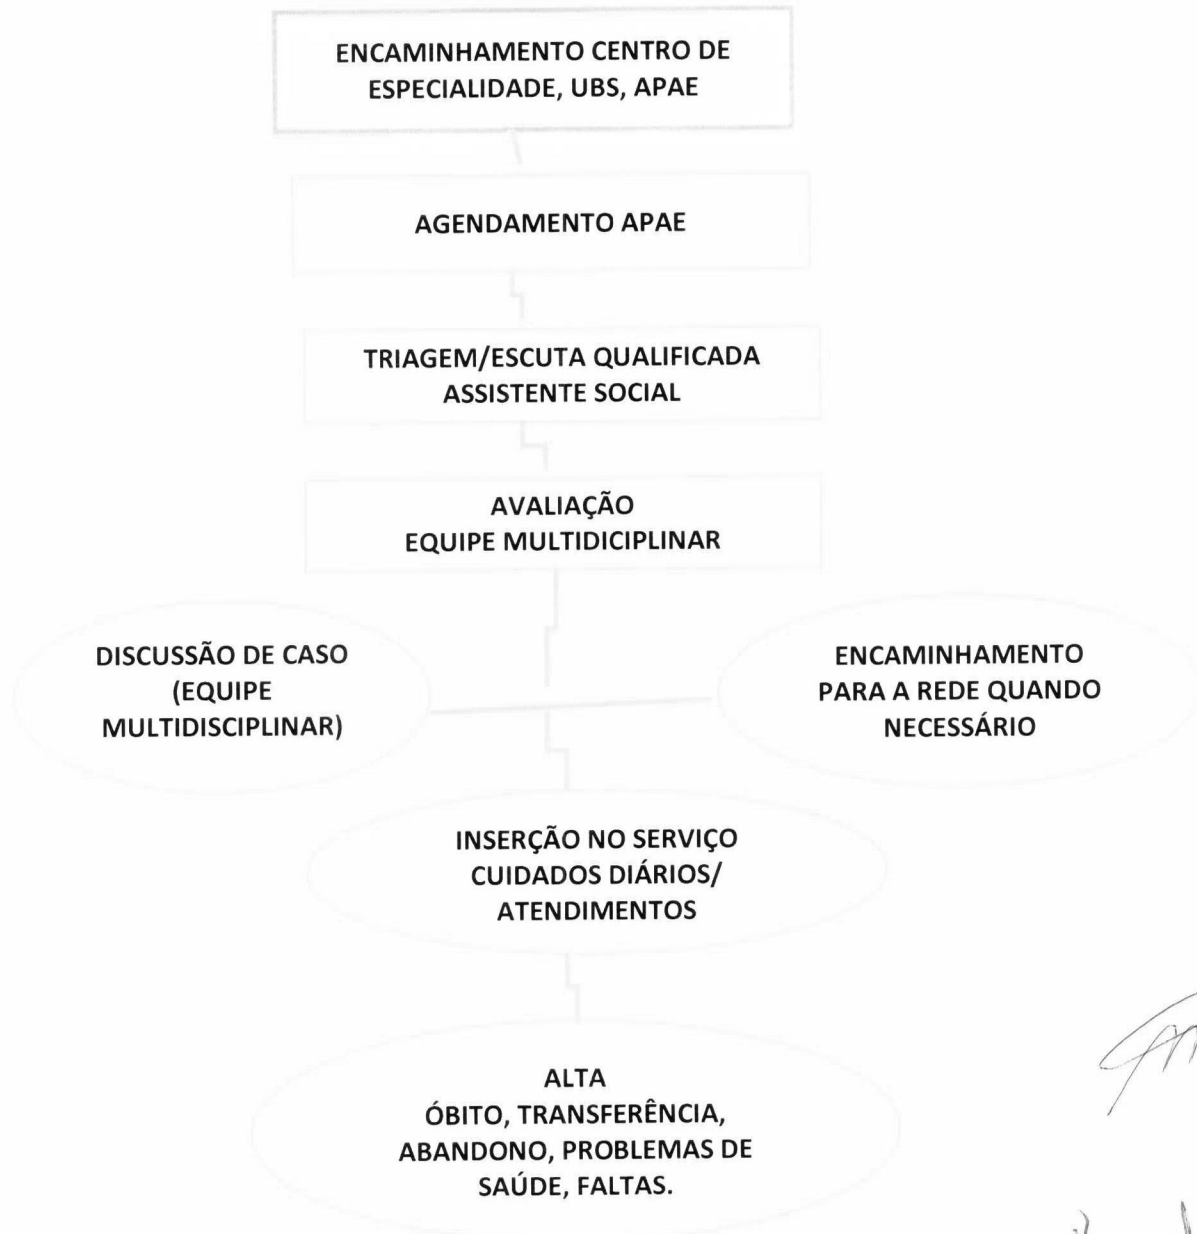 ENCAMINHAMENTO CENTRO DE
ESPECIALIDADE, UBS, APAE
AGENDAMENTO APAE
TRIAGEM/ESCUTA QUALIFICADA
ASSISTENTE SOCIAL
AVALIAÇÃO
EQUIPE MULTIDICIPLINAR
DISCUSSÃO DE CASO
(EQUIPE
MULTIDISCIPLINAR)
ENCAMINHAMENTO
PARA A REDE QUANDO
NECESSÁRIO
INSERÇÃO NO SERVIÇO
CUIDADOS DIÁRIOS/
ATENDIMENTOS
ALTA
ÓBITO, TRANSFERÊNCIA,
ABANDONO, PROBLEMAS DE
SAÚDE, FALTAS.